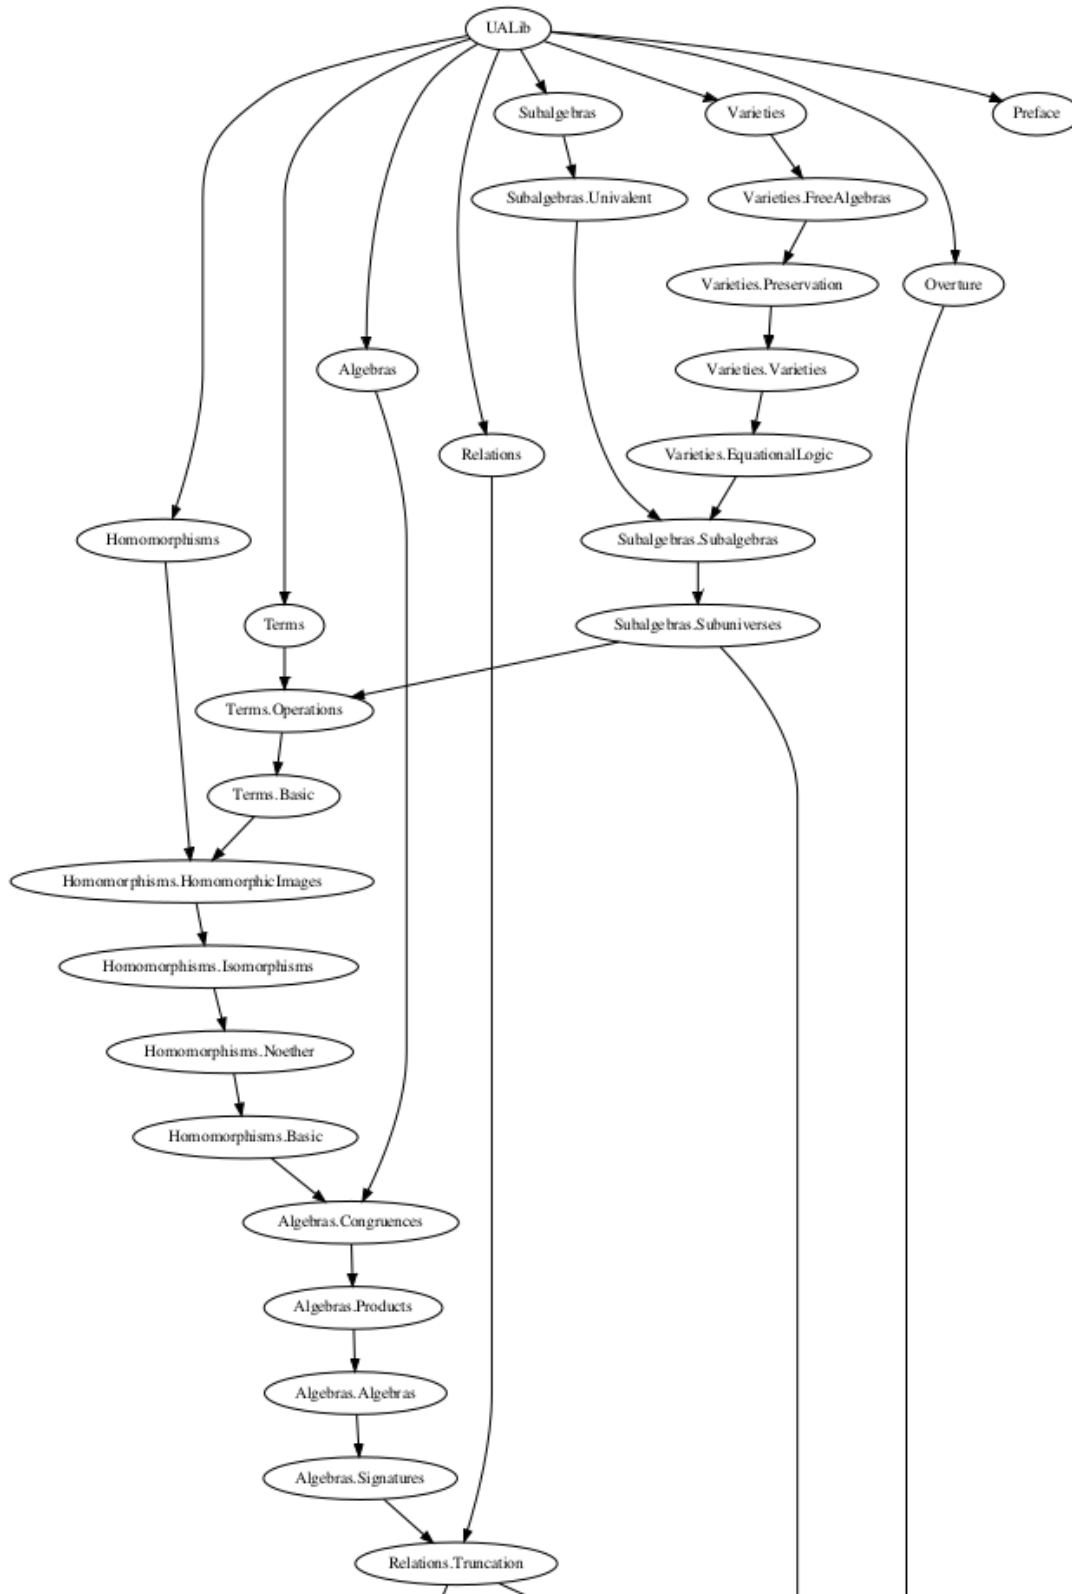 UALib
Subalgebras
Varieties
Preface
Subalgebras.Univalent
Varieties.FreeAlgebras
Varieties.Preservation
Overture
Algebras
Varieties.Varieties
Relations
Varieties.EquationalLogic
Homomorphisms
Subalgebras.Subalgebras
Terms
Subalgebras.Subuniverses
Terms.Operations
Terms.Basic
Homomorphisms.HomomorphicImages
Homomorphisms.Isomorphisms
Homomorphisms.Noether
Homomorphisms.Basic
Algebras.Congruences
Algebras.Products
Algebras.Algebras
Algebras.Signatures
Relations.Truncation